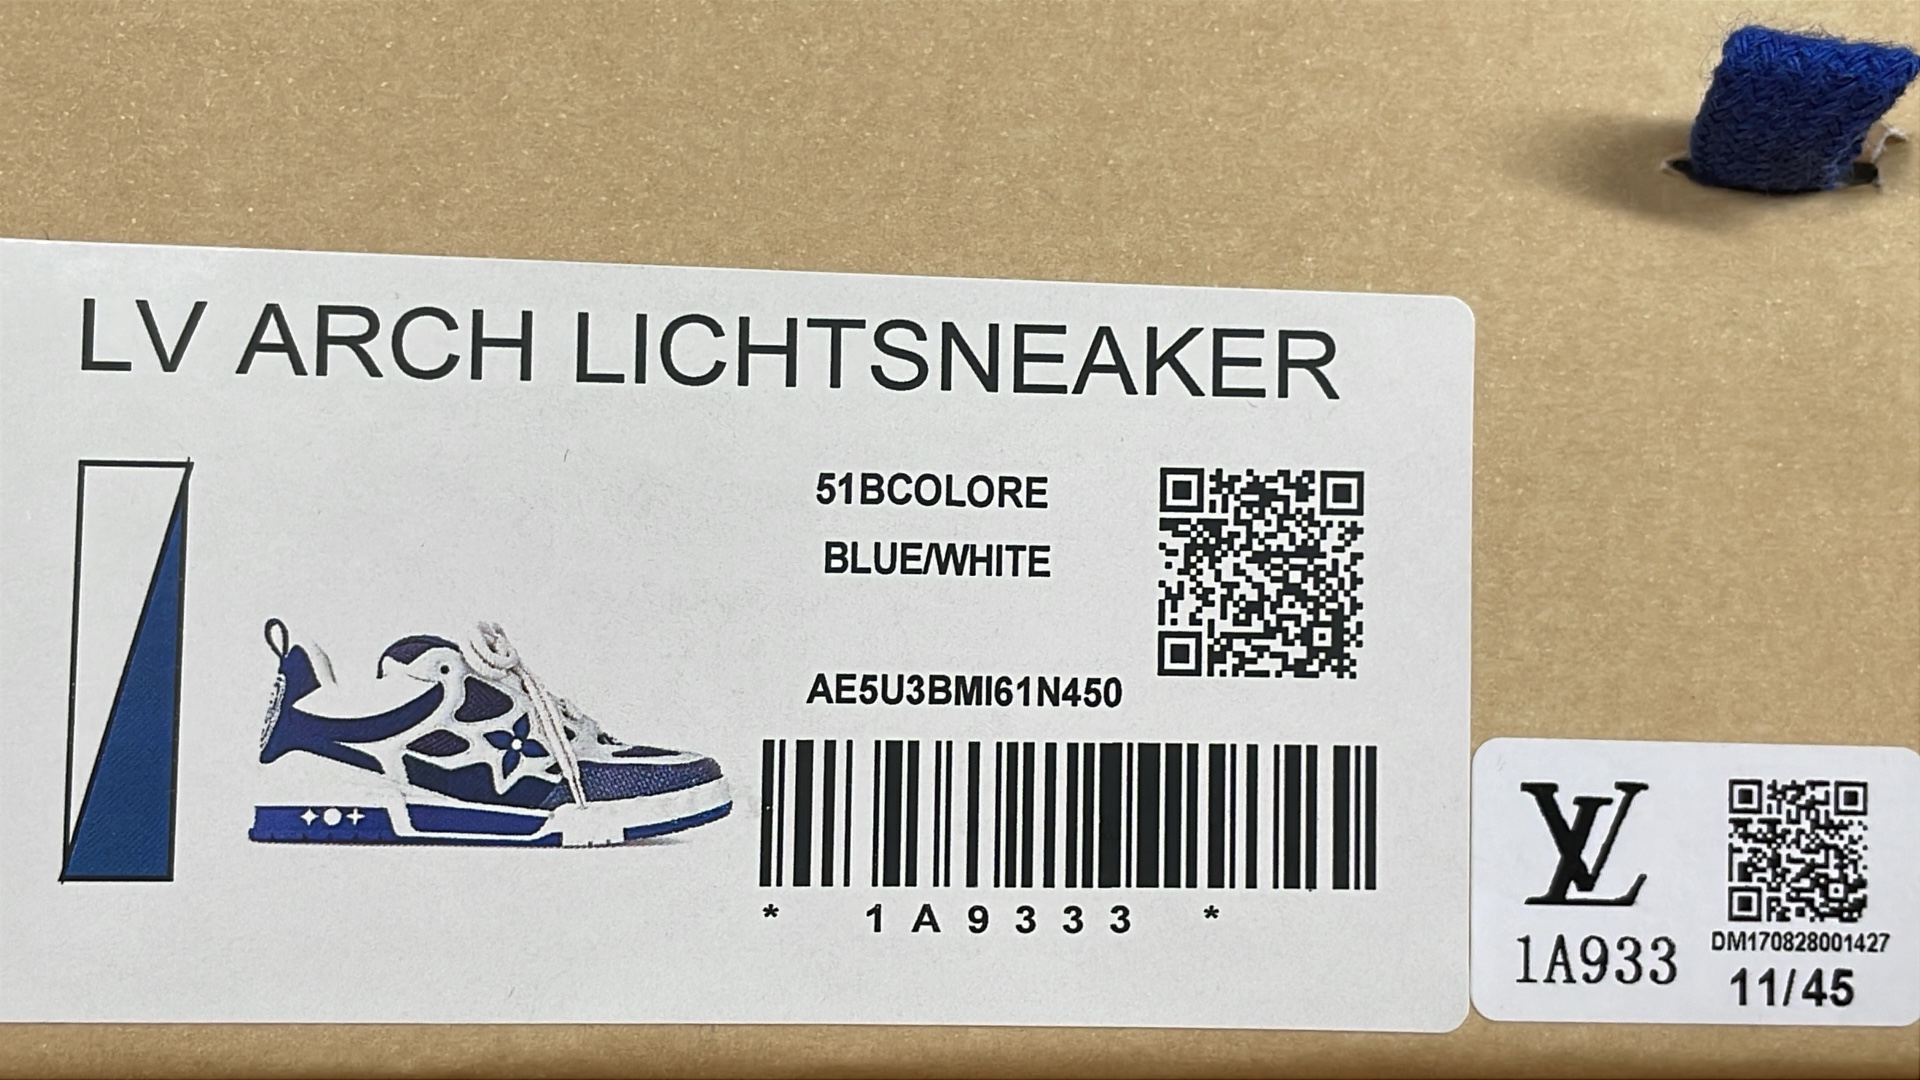 LV ARCH LICHTSNEAKER
51BCOLORE
BLUE/WHITE
AE5U3BMI61N450
* 1A9333 *
LV
1A933
DM170828001427
11/45